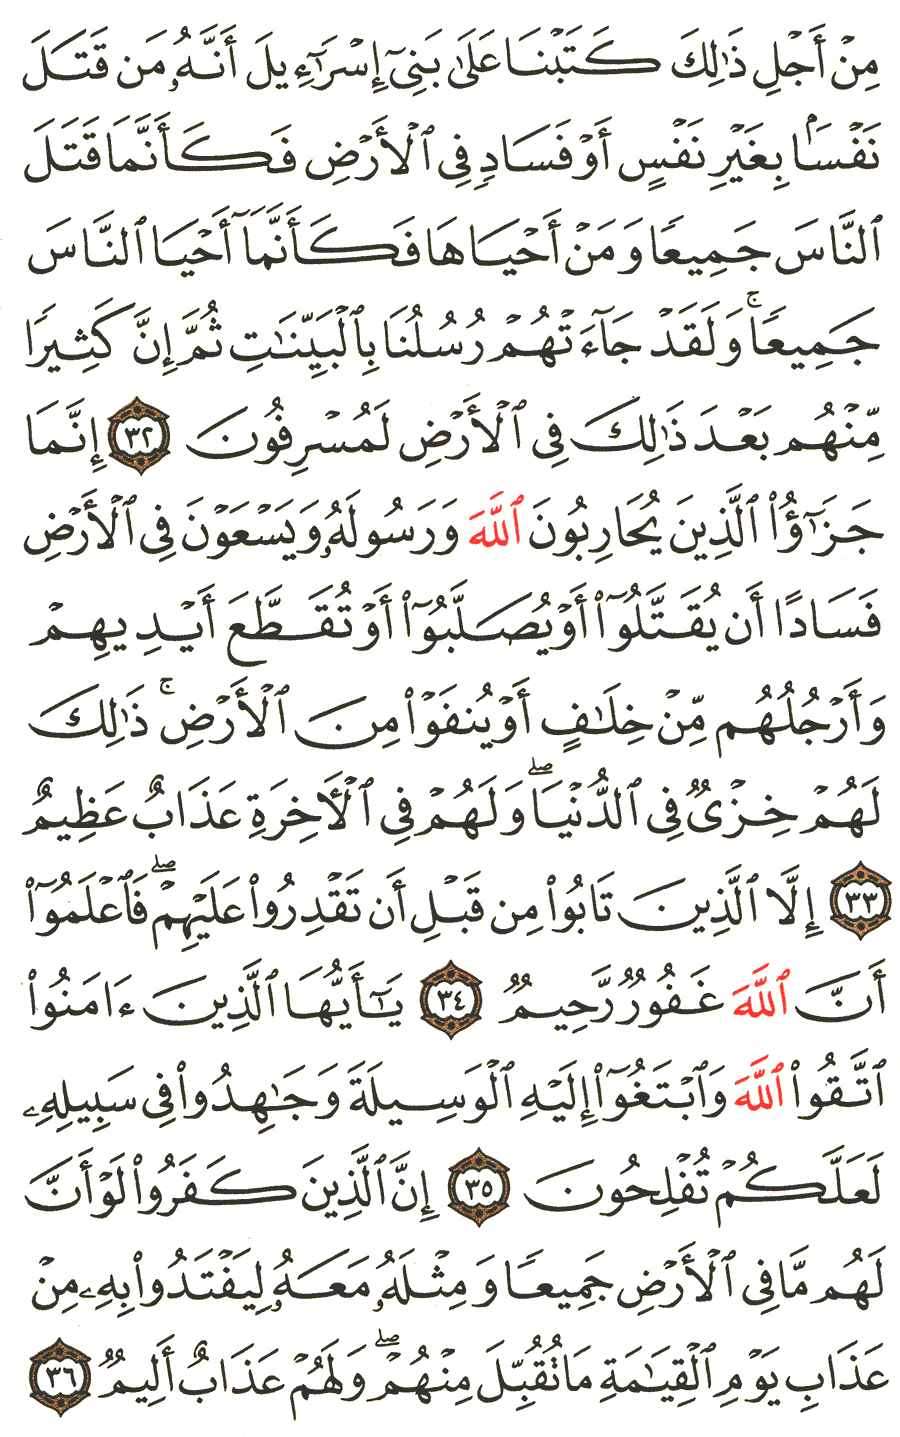 مِنْ أَجْلِ ذَٰلِكَ كَتَبْنَا عَلَىٰ بَنِىٓ إِسْرَٰٓءِيلَ أَنَّهُۥ مَن قَتَلَ
نَفْسًۢا بِغَيْرِ نَفْسٍ أَوْ فَسَادٍ فِى ٱلْأَرْضِ فَكَأَنَّمَا قَتَلَ
ٱلنَّاسَ جَمِيعًا وَمَنْ أَحْيَاهَا فَكَأَنَّمَآ أَحْيَا ٱلنَّاسَ
جَمِيعًا ۚ وَلَقَدْ جَآءَتْهُمْ رُسُلُنَا بِٱلْبَيِّنَٰتِ ثُمَّ إِنَّ كَثِيرًا
مِّنْهُم بَعْدَ ذَٰلِكَ فِى ٱلْأَرْضِ لَمُسْرِفُونَ ٣٢ إِنَّمَا
جَزَٰٓؤُا۟ ٱلَّذِينَ يُحَارِبُونَ ٱللَّهَ وَرَسُولَهُۥ وَيَسْعَوْنَ فِى ٱلْأَرْضِ
فَسَادًا أَن يُقَتَّلُوٓا۟ أَوْ يُصَلَّبُوٓا۟ أَوْ تُقَطَّعَ أَيْدِيهِمْ
وَأَرْجُلُهُم مِّنْ خِلَٰفٍ أَوْ يُنفَوْا۟ مِنَ ٱلْأَرْضِ ۚ ذَٰلِكَ
لَهُمْ خِزْىٌ فِى ٱلدُّنْيَا ۖ وَلَهُمْ فِى ٱلْءَاخِرَةِ عَذَابٌ عَظِيمٌ
٣٣ إِلَّا ٱلَّذِينَ تَابُوا۟ مِن قَبْلِ أَن تَقْدِرُوا۟ عَلَيْهِمْ ۖ فَٱعْلَمُوٓا۟
أَنَّ ٱللَّهَ غَفُورٌ رَّحِيمٌ ٣٤ يَٰٓأَيُّهَا ٱلَّذِينَ ءَامَنُوا۟
ٱتَّقُوا۟ ٱللَّهَ وَٱبْتَغُوٓا۟ إِلَيْهِ ٱلْوَسِيلَةَ وَجَٰهِدُوا۟ فِى سَبِيلِهِۦ
لَعَلَّكُمْ تُفْلِحُونَ ٣٥ إِنَّ ٱلَّذِينَ كَفَرُوا۟ لَوْ أَنَّ
لَهُم مَّا فِى ٱلْأَرْضِ جَمِيعًا وَمِثْلَهُۥ مَعَهُۥ لِيَفْتَدُوا۟ بِهِۦ مِنْ
عَذَابِ يَوْمِ ٱلْقِيَٰمَةِ مَا تُقُبِّلَ مِنْهُمْ ۖ وَلَهُمْ عَذَابٌ أَلِيمٌ ٣٦